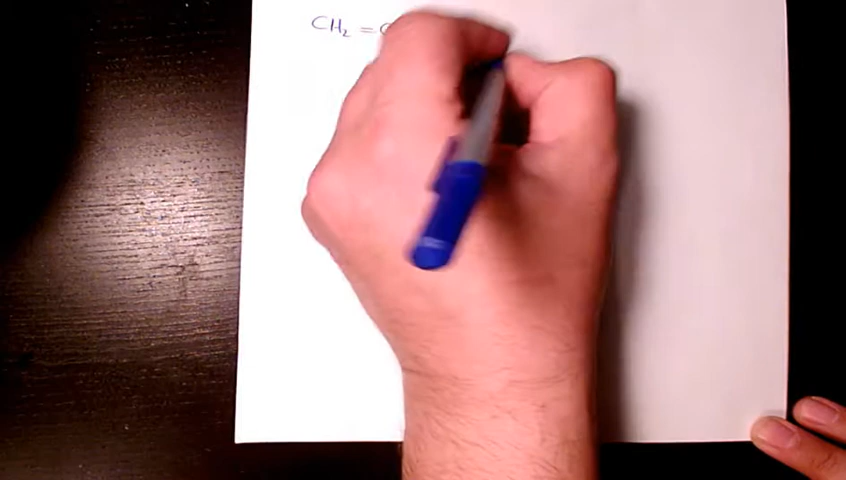 CH₂ = C